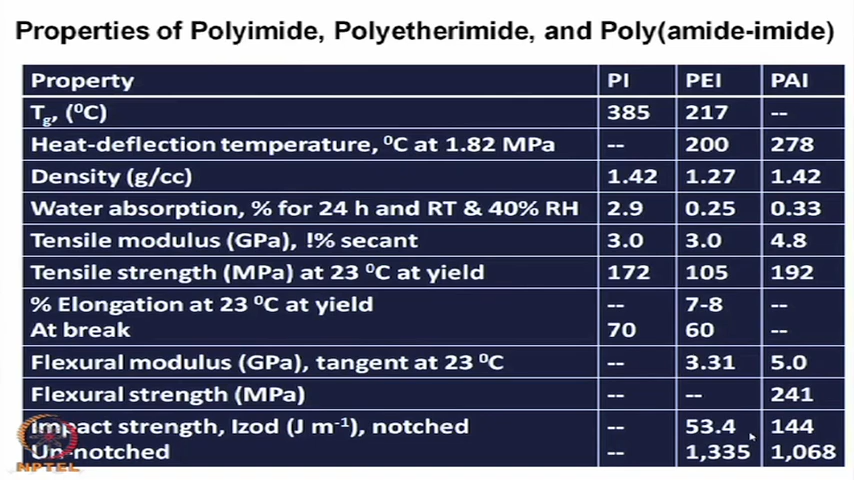 Properties of Polyimide, Polyetherimide, and Poly(amide-imide)
Property PI PEI PAI
Tg, (⁰C) 385 217 --
Heat-deflection temperature, ⁰C at 1.82 MPa -- 200 278
Density (g/cc) 1.42 1.27 1.42
Water absorption, % for 24 h and RT & 40% RH 2.9 0.25 0.33
Tensile modulus (GPa), !% secant 3.0 3.0 4.8
Tensile strength (MPa) at 23 ⁰C at yield 172 105 192
% Elongation at 23 ⁰C at yield -- 7-8 --
At break 70 60 --
Flexural modulus (GPa), tangent at 23 ⁰C -- 3.31 5.0
Flexural strength (MPa) -- -- 241
Impact strength, Izod (J m⁻¹), notched -- 53.4 144
Un-notched -- 1,335 1,068
NPTEL